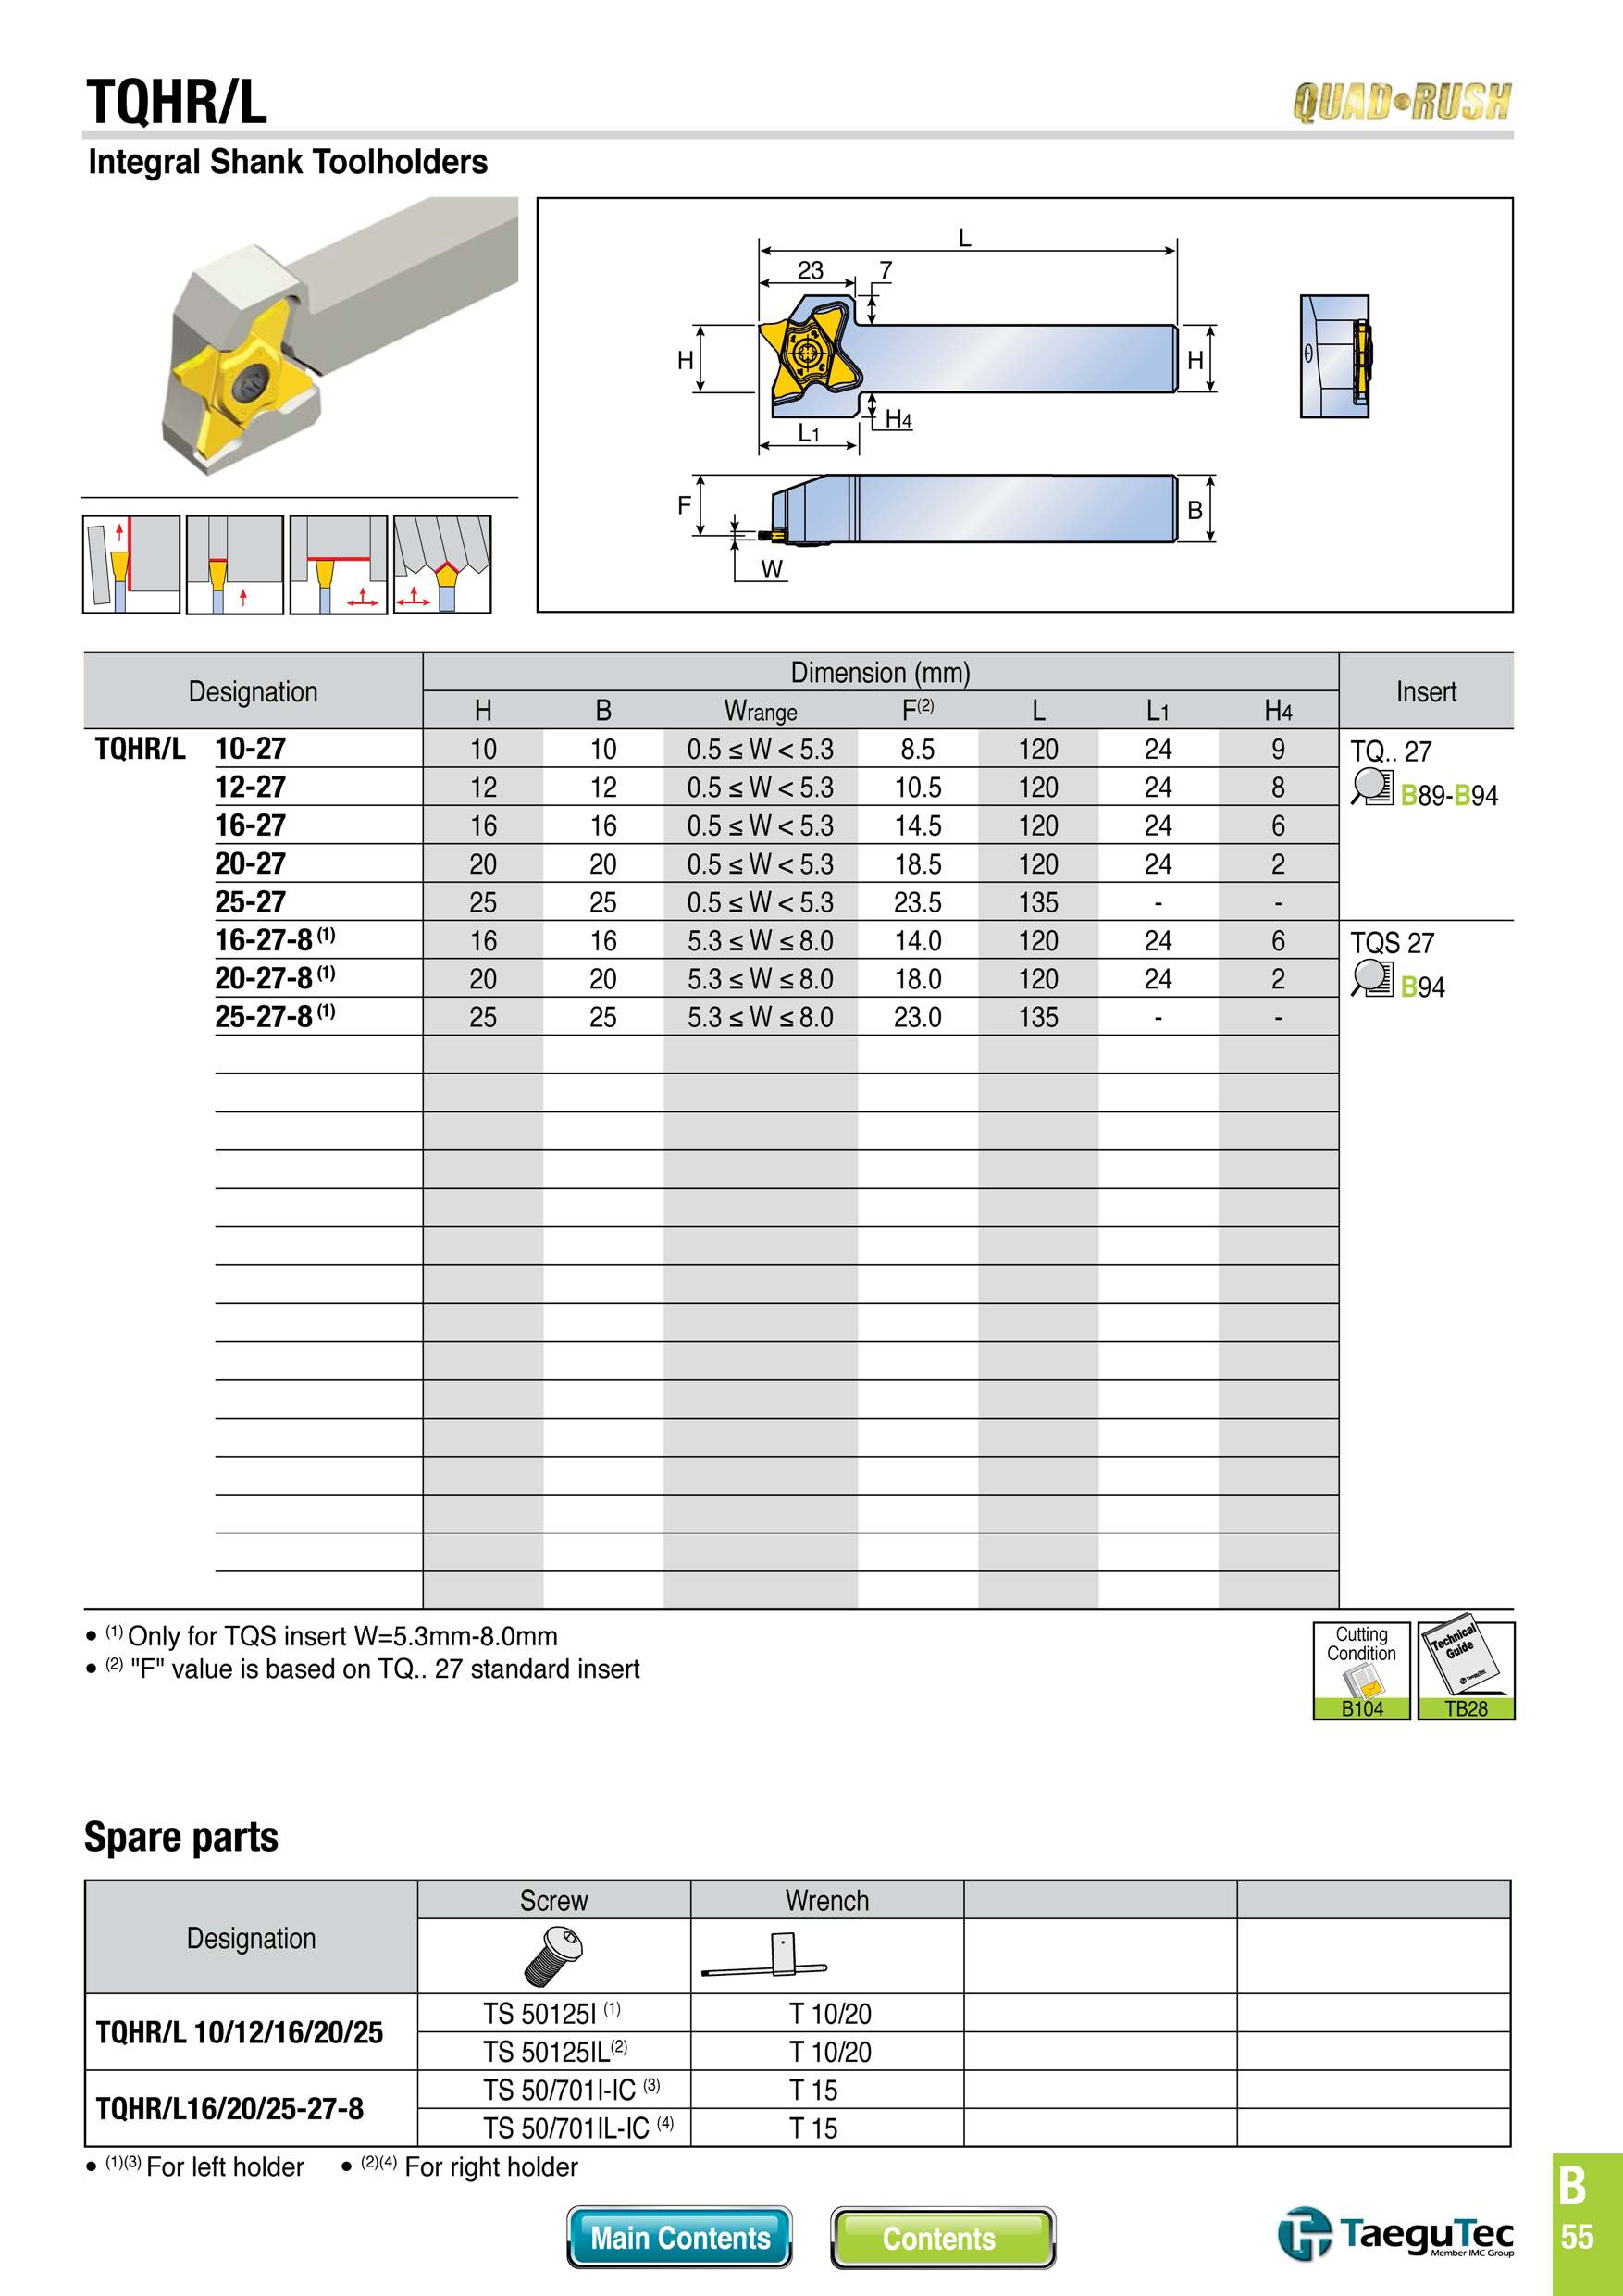 TQHR/L
QUAD•RUSH
Integral Shank Toolholders
L
23
7
H
H
H4
L1
F
B
W
Designation
Dimension (mm)
Insert
H B Wrange F(2) L L1 H4
TQHR/L 10-27 10 10 0.5 ≤ W < 5.3 8.5 120 24 9 TQ.. 27
12-27 12 12 0.5 ≤ W < 5.3 10.5 120 24 8 B89-B94
16-27 16 16 0.5 ≤ W < 5.3 14.5 120 24 6
20-27 20 20 0.5 ≤ W < 5.3 18.5 120 24 2
25-27 25 25 0.5 ≤ W < 5.3 23.5 135 - -
16-27-8 (1) 16 16 5.3 ≤ W ≤ 8.0 14.0 120 24 6 TQS 27
20-27-8 (1) 20 20 5.3 ≤ W ≤ 8.0 18.0 120 24 2 B94
25-27-8 (1) 25 25 5.3 ≤ W ≤ 8.0 23.0 135 - -
• (1) Only for TQS insert W=5.3mm-8.0mm
• (2) "F" value is based on TQ.. 27 standard insert
Cutting
Condition
B104
Technical
Guide
TaeguTec
TB28
Spare parts
Designation
Screw Wrench
TQHR/L 10/12/16/20/25
TS 50125I (1) T 10/20
TS 50125IL(2) T 10/20
TQHR/L16/20/25-27-8
TS 50/701I-IC (3) T 15
TS 50/701IL-IC (4) T 15
• (1)(3) For left holder • (2)(4) For right holder
Main Contents
Contents
TaeguTec
Member IMC Group
B
55